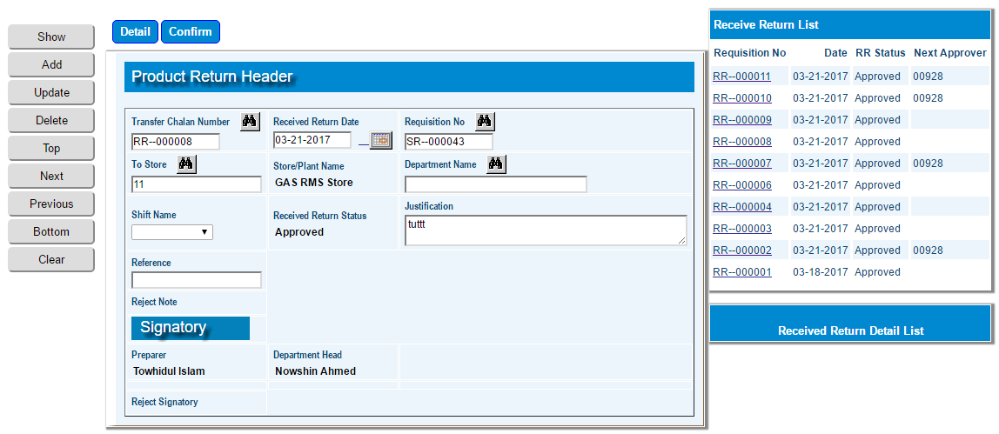 Show
Add
Update
Delete
Top
Next
Previous
Bottom
Clear
Detail Confirm
Product Return Header
Transfer Chalan Number Received Return Date Requisition No
RR--000008 03-21-2017 SR--000043
To Store Store/Plant Name Department Name
11 GAS RMS Store
Shift Name Received Return Status Justification
Approved tuttt
Reference
Reject Note
Signatory
Preparer Department Head
Towhidul Islam Nowshin Ahmed
Reject Signatory
Receive Return List
Requisition No Date RR Status Next Approver
RR--000011 03-21-2017 Approved 00928
RR--000010 03-21-2017 Approved 00928
RR--000009 03-21-2017 Approved
RR--000008 03-21-2017 Approved
RR--000007 03-21-2017 Approved 00928
RR--000006 03-21-2017 Approved
RR--000004 03-21-2017 Approved
RR--000003 03-21-2017 Approved
RR--000002 03-21-2017 Approved 00928
RR--000001 03-18-2017 Approved
Received Return Detail List